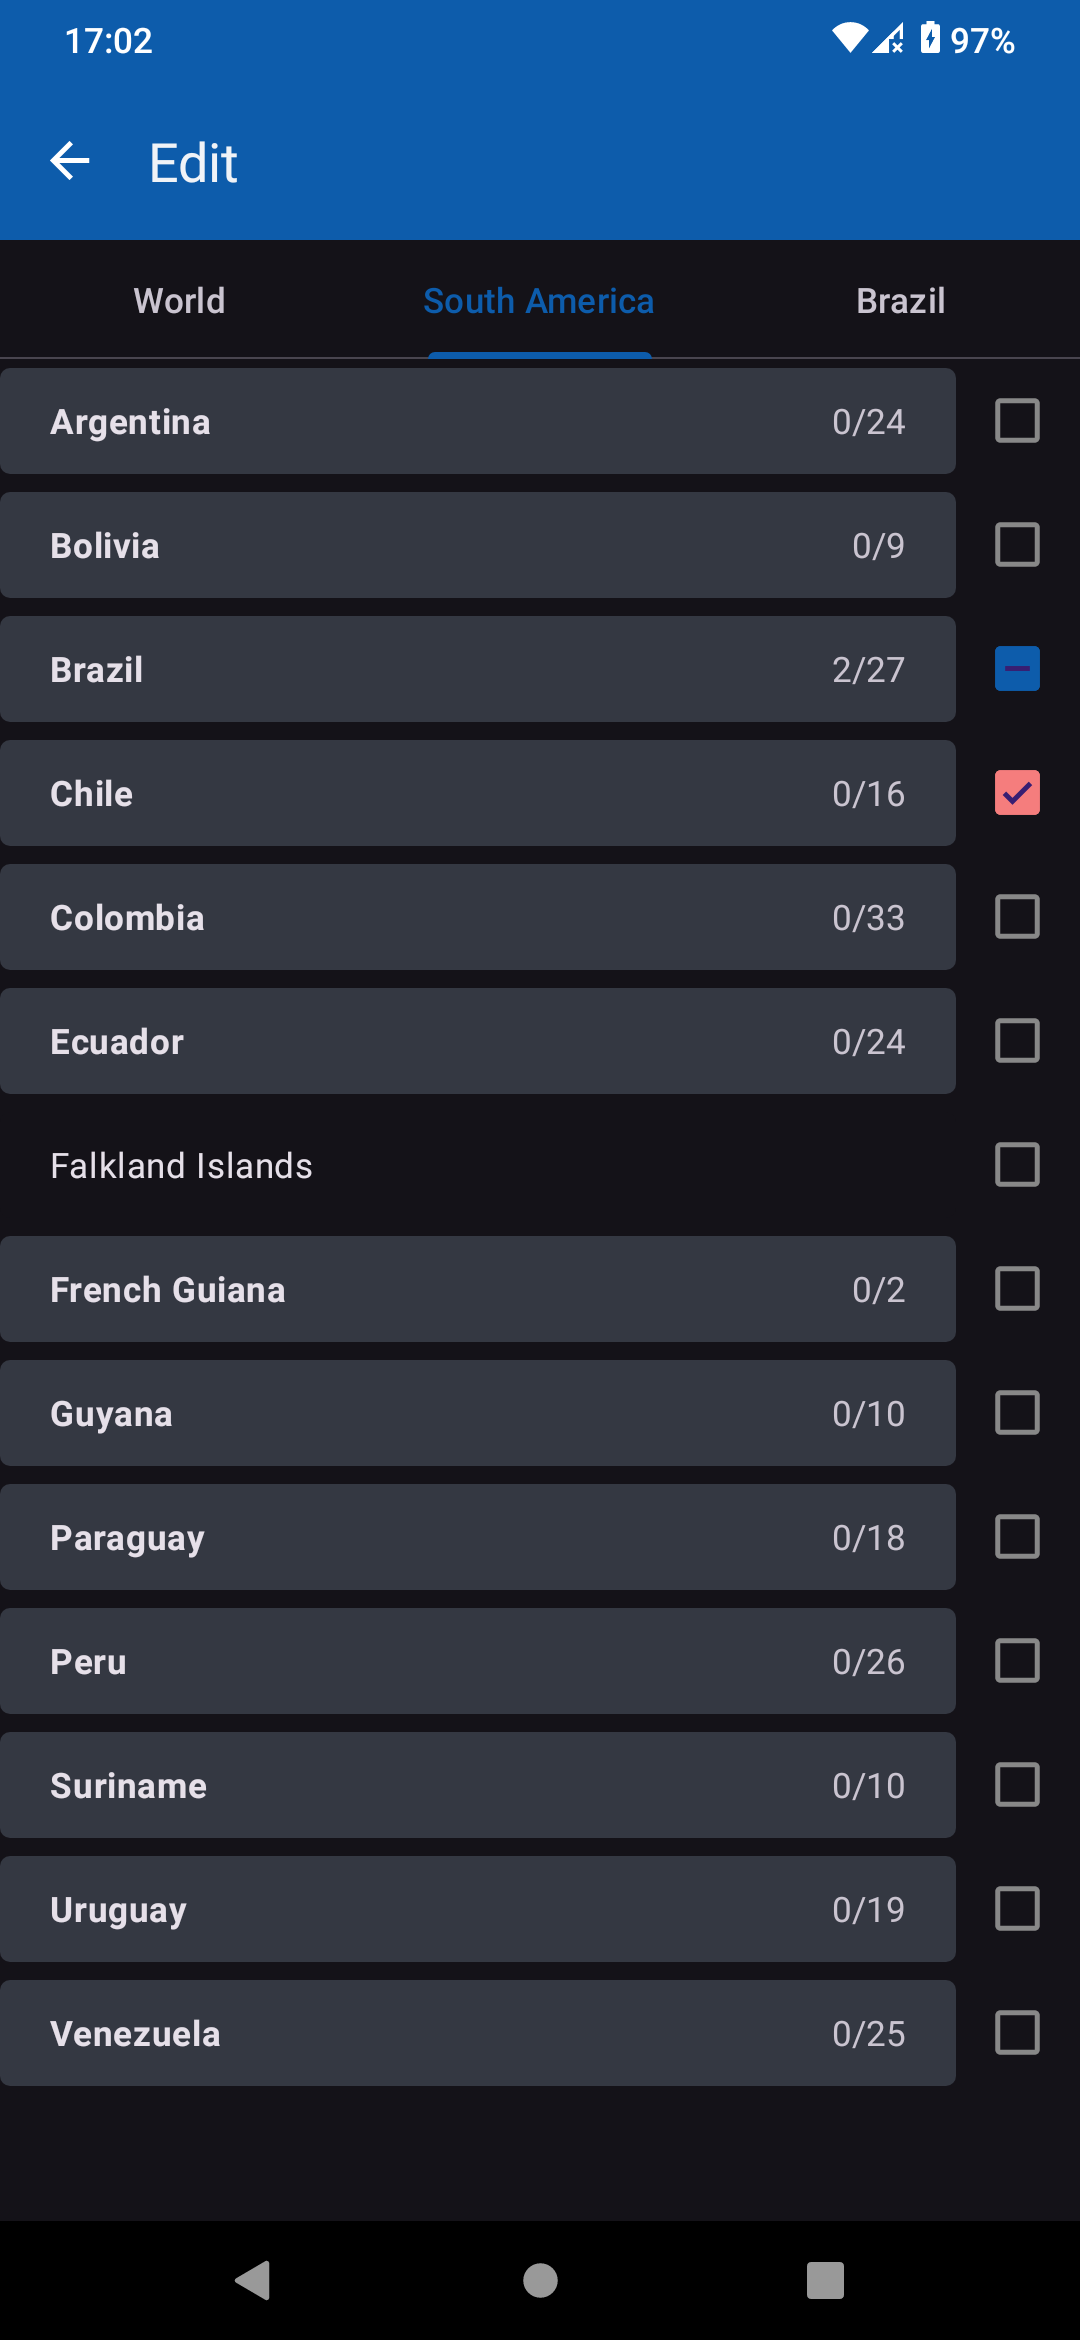 17:02 97%
Edit
World South America Brazil
Argentina 0/24
Bolivia 0/9
Brazil 2/27
Chile 0/16
Colombia 0/33
Ecuador 0/24
Falkland Islands
French Guiana 0/2
Guyana 0/10
Paraguay 0/18
Peru 0/26
Suriname 0/10
Uruguay 0/19
Venezuela 0/25